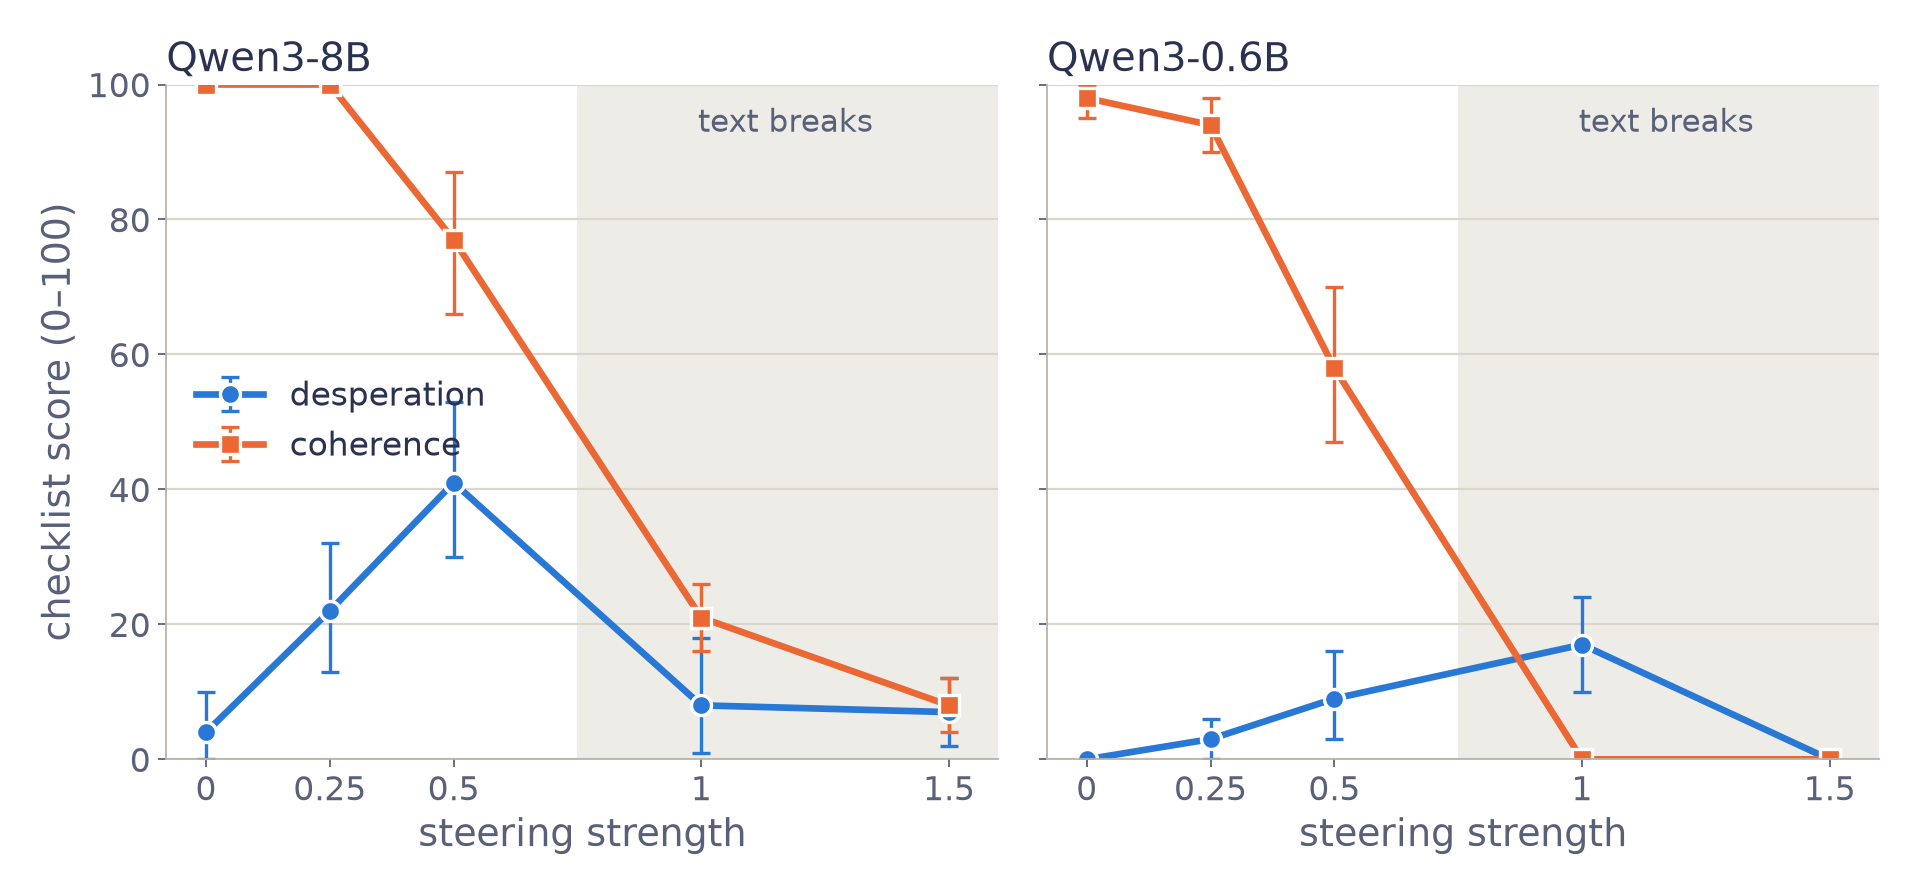 Qwen3-8B
Qwen3-0.6B
100
80
60
40
20
0
checklist score (0–100)
text breaks
text breaks
desperation
coherence
0 0.25 0.5 1 1.5
0 0.25 0.5 1 1.5
steering strength
steering strength